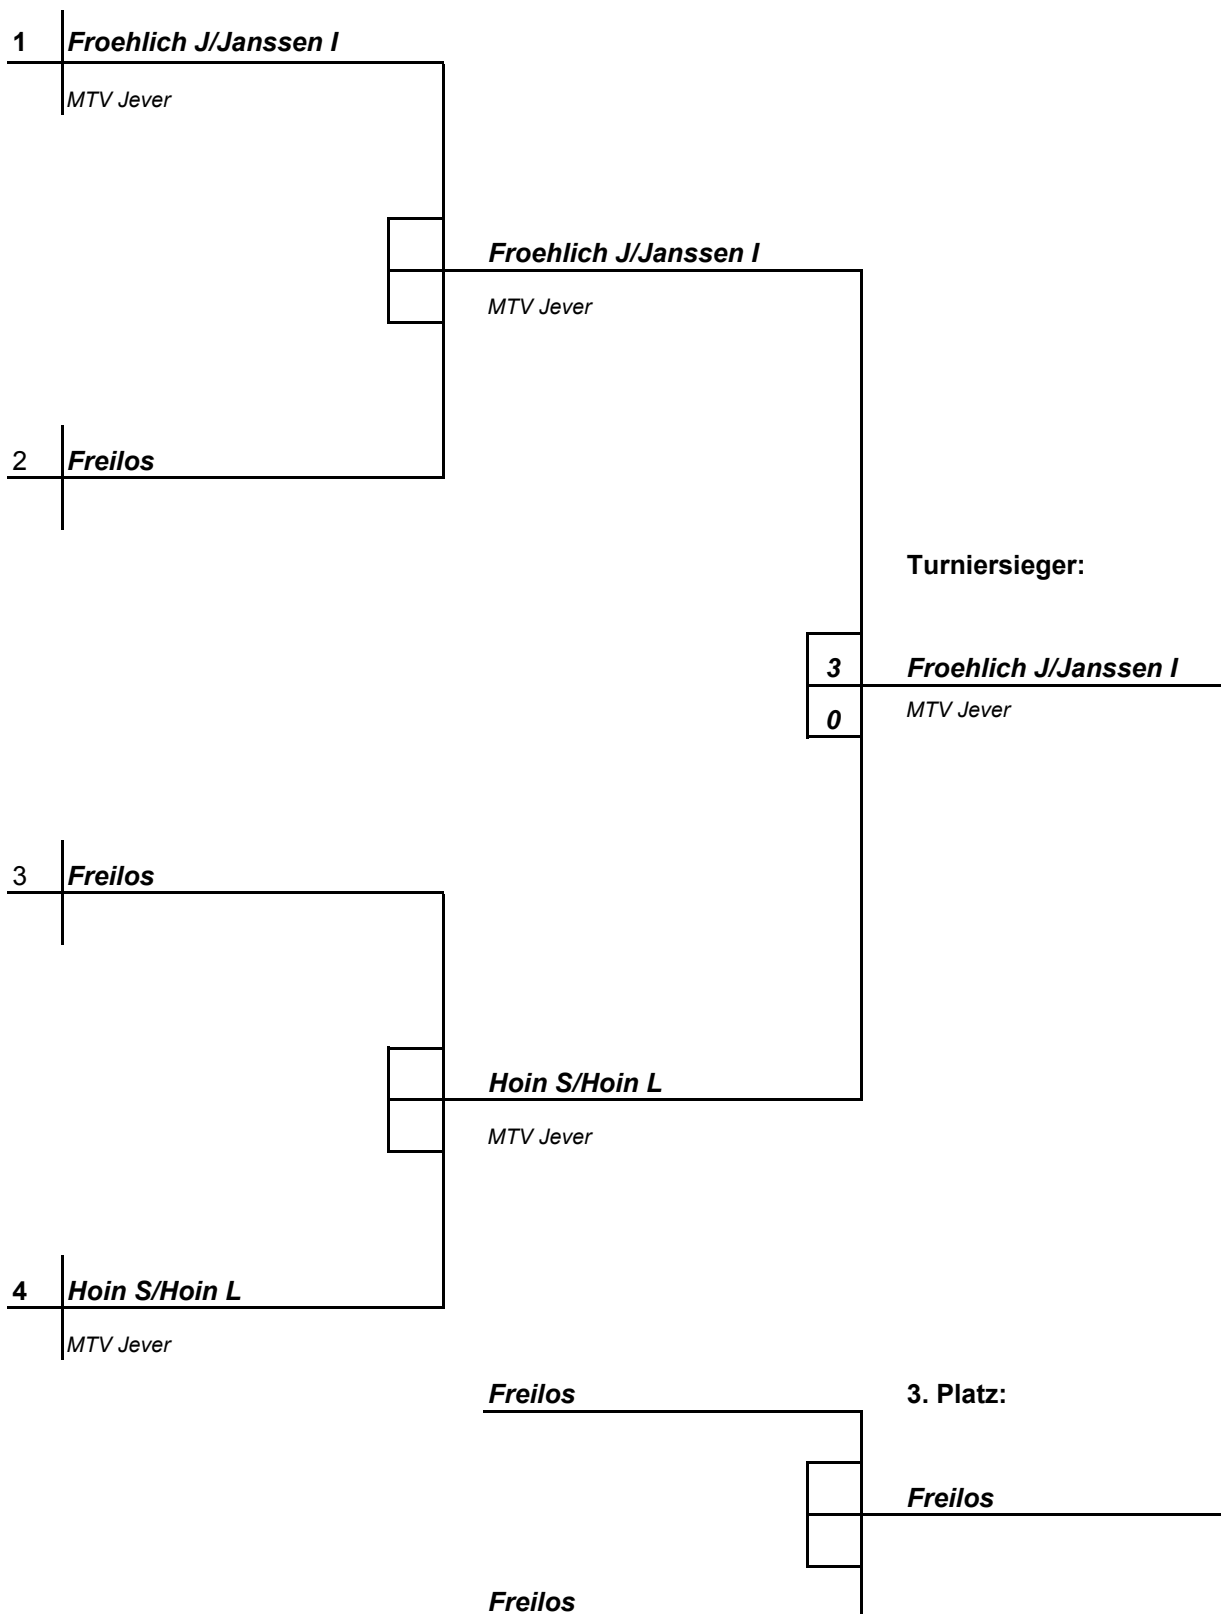 1 Froehlich J/Janssen I
MTV Jever
Froehlich J/Janssen I
MTV Jever
2 Freilos
Turniersieger:
3 Froehlich J/Janssen I
0 MTV Jever
3 Freilos
Hoin S/Hoin L
MTV Jever
4 Hoin S/Hoin L
MTV Jever
Freilos 3. Platz:
Freilos
Freilos